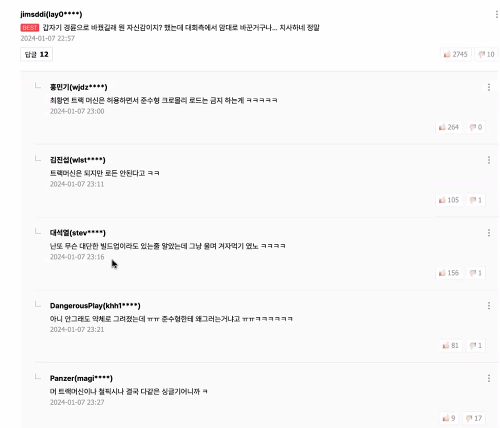 jimsddi(lay0****)
BEST 갑자기 경륜으로 바꿨길래 뭔 자신감이지? 했는데 대회측에서 맘대로 바꾼거구나... 치사하네 정말
2024-01-07 22:57
답글 12
2745 10
홍민기(wjdz****)
최황연 트랙 머신은 허용하면서 준수형 크로몰리 로드는 금지 하는게 ㅋㅋㅋㅋㅋ
2024-01-07 23:00
264 0
김진섭(wist****)
트랙머신은 되지만 로든 안된다고 ㅋㅋ
2024-01-07 23:11
105 1
대석열(stev****)
난또 무슨 대단한 빌드업이라도 있는줄 알았는데 그냥 울며 겨자먹기 였노 ㅋㅋㅋㅋ
2024-01-07 23:16
156 1
DangerousPlay(khh1****)
아니 안그래도 약체로 그려졌는데 ㅠㅠ 준수형한테 왜그러는거냐고 ㅠㅠㅋㅋㅋㅋㅋㅋ
2024-01-07 23:21
81 1
Panzer(magi****)
머 트랙머신이나 철픽시나 결국 다같은 싱글기어니까 ㅋ
2024-01-07 23:27
9 17